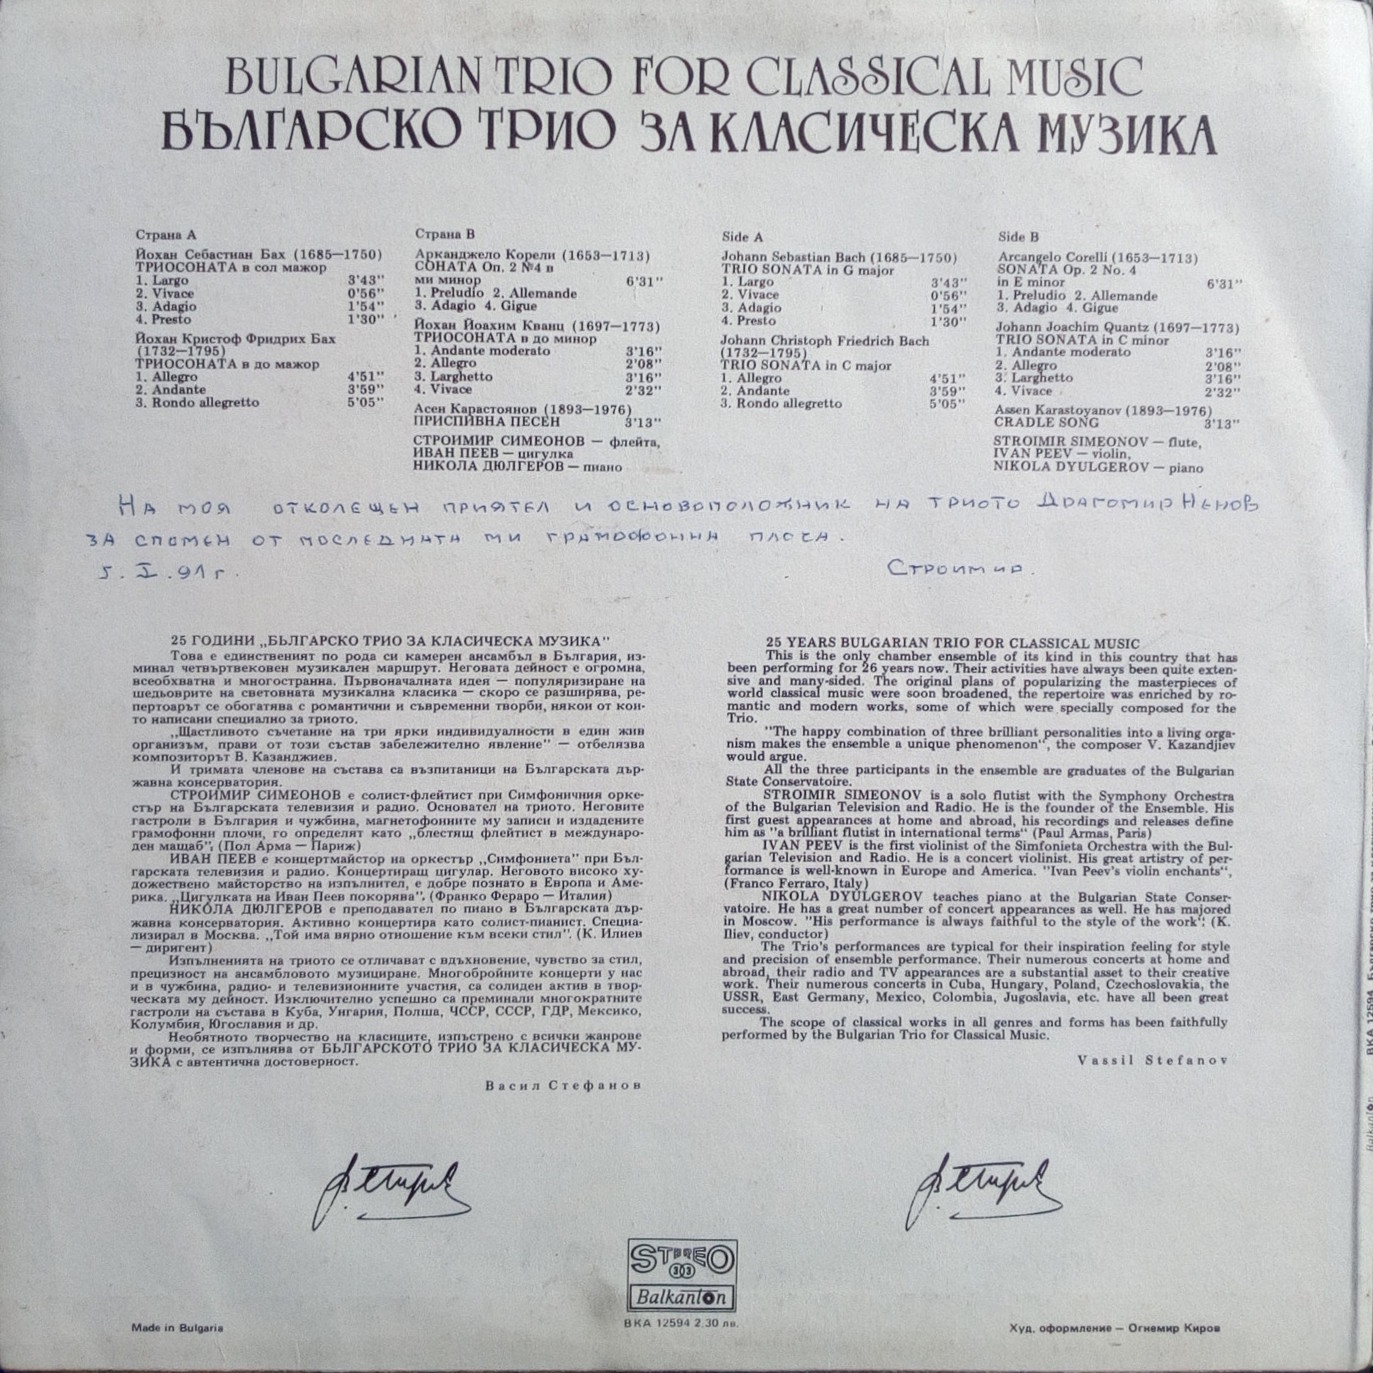 BULGARIAN TRIO FOR CLASSICAL MUSIC
БЪЛГАРСКО ТРИО ЗА КЛАСИЧЕСКА МУЗИКА
Страна А
Йохан Себастиан Бах (1685—1750)
ТРИОСОНАТА в сол мажор
1. Largo 3'43"
2. Vivace 0'56"
3. Adagio 1'54"
4. Presto 1'30"
Йохан Кристоф Фридрих Бах
(1732—1795)
ТРИОСОНАТА в до мажор
1. Allegro 4'51"
2. Andante 3'59"
3. Rondo allegretto 5'05"
Страна В
Арканджело Корели (1653—1713)
СОНАТА Оп. 2 №4 в
ми минор 6'31"
1. Preludio 2. Allemande
3. Adagio 4. Gigue
Йохан Йоахим Кванц (1697—1773)
ТРИОСОНАТА в до минор
1. Andante moderato 3'16"
2. Allegro 2'08"
3. Larghetto 3'16"
4. Vivace 2'32"
Асен Карастоянов (1893—1976)
ПРИСПИВНА ПЕСЕН 3'13"
СТРОИМИР СИМЕОНОВ — флейта,
ИВАН ПЕЕВ — цигулка
НИКОЛА ДЮЛГЕРОВ — пиано
Side A
Johann Sebastian Bach (1685—1750)
TRIO SONATA in G major
1. Largo 3'43"
2. Vivace 0'56"
3. Adagio 1'54"
4. Presto 1'30"
Johann Christoph Friedrich Bach
(1732—1795)
TRIO SONATA in C major
1. Allegro 4'51"
2. Andante 3'59"
3. Rondo allegretto 5'05"
Side B
Arcangelo Corelli (1653—1713)
SONATA Op. 2 No. 4
in E minor 6'31"
1. Preludio 2. Allemande
3. Adagio 4. Gigue
Johann Joachim Quantz (1697—1773)
TRIO SONATA in C minor
1. Andante moderato 3'16"
2. Allegro 2'08"
3. Larghetto 3'16"
4. Vivace 2'32"
Assen Karastoyanov (1893—1976)
CRADLE SONG 3'13"
STROIMIR SIMEONOV — flute,
IVAN PEEV — violin,
NIKOLA DYULGEROV — piano
На моя отколешен приятел и основоположник на триото Драгомир Ненов
за спомен от последната ми грамофонна плоча.
5.I.91г. Строимир.
25 ГОДИНИ „БЪЛГАРСКО ТРИО ЗА КЛАСИЧЕСКА МУЗИКА"
Това е единственият по рода си камерен ансамбъл в България, из-
минал четвъртвековен музикален маршрут. Неговата дейност е огромна,
всеобхватна и многостранна. Първоначалната идея — популяризиране на
шедьоврите на световната музикална класика — скоро се разширява, ре-
пертоарът се обогатява с романтични и съвременни творби, някои от кои-
то написани специално за триото.
„Щастливото съчетание на три ярки индивидуалности в един жив
организъм, прави от този състав забележително явление" — отбелязва
композиторът В. Казанджиев.
И тримата членове на състава са възпитаници на Българската дър-
жавна консерватория.
СТРОИМИР СИМЕОНОВ е солист-флейтист при Симфоничния орке-
стър на Българската телевизия и радио. Основател на триото. Неговите
гастроли в България и чужбина, магнетофонните му записи и издадените
грамофонни плочи, го определят като „блестящ флейтист в междунаро-
ден мащаб", (Пол Арма — Париж)
ИВАН ПЕЕВ е концертмайстор на оркестър „Симфониета" при Бъл-
гарската телевизия и радио. Концертиращ цигулар. Неговото високо ху-
дожествено майсторство на изпълнител, е добре познато в Европа и Аме-
рика. „Цигулката на Иван Пеев покорява", (Франко Фераро — Италия)
НИКОЛА ДЮЛГЕРОВ е преподавател по пиано в Българската дър-
жавна консерватория. Активно концертира като солист-пианист. Специа-
лизирал в Москва. „Той има вярно отношение към всеки стил". (К. Илиев
— диригент)
Изпълненията на триото се отличават с вдъхновение, чувство за стил,
прецизност на ансамбловото музициране. Многобройните концерти у нас
и в чужбина, радио- и телевизионните участия, са солиден актив в твор-
ческата му дейност. Изключително успешно са преминали многократните
гастроли на състава в Куба, Унгария, Полша, ЧССР, СССР, ГДР, Мексико,
Колумбия, Югославия и др.
Необятното творчество на класиците, изпъстрено с всички жанрове
и форми, се изпълнява от БЪЛГАРСКОТО ТРИО ЗА КЛАСИЧЕСКА МУ-
ЗИКА с автентична достоверност.
Васил Стефанов
25 YEARS BULGARIAN TRIO FOR CLASSICAL MUSIC
This is the only chamber ensemble of its kind in this country that has
been performing for 26 years now. Their activities have always been quite exten-
sive and many-sided. The original plans of popularizing the masterpieces of
world classical music were soon broadened, the repertoire was enriched by ro-
mantic and modern works, some of which were specially composed for the
Trio.
"The happy combination of three brilliant personalities into a living orga-
nism makes the ensemble a unique phenomenon", the composer V. Kazandjiev
would argue.
All the three participants in the ensemble are graduates of the Bulgarian
State Conservatoire.
STROIMIR SIMEONOV is a solo flutist with the Symphony Orchestra
of the Bulgarian Television and Radio. He is the founder of the Ensemble. His
first guest appearances at home and abroad, his recordings and releases define
him as "a brilliant flutist in international terms" (Paul Armas, Paris)
IVAN PEEV is the first violinist of the Simfonieta Orchestra with the Bul-
garian Television and Radio. He is a concert violinist. His great artistry of per-
formance is well-known in Europe and America. "Ivan Peev's violin enchants",
(Franco Ferraro, Italy)
NIKOLA DYULGEROV teaches piano at the Bulgarian State Conser-
vatoire. He has a great number of concert appearances as well. He has majored
in Moscow. "His performance is always faithful to the style of the work": (K.
Iliev, conductor)
The Trio's performances are typical for their inspiration feeling for style
and precision of ensemble performance. Their numerous concerts at home and
abroad, their radio and TV appearances are a substantial asset to their creative
work. Their numerous concerts in Cuba, Hungary, Poland, Czechoslovakia, the
USSR, East Germany, Mexico, Colombia, Jugoslavia, etc. have all been great
success.
The scope of classical works in all genres and forms has been faithfully
performed by the Bulgarian Trio for Classical Music.
Vassil Stefanov
STEREO
303
Balkanton
ВКА 12594 2,30 лв.
Made in Bulgaria
Худ. оформление — Огнемир Киров